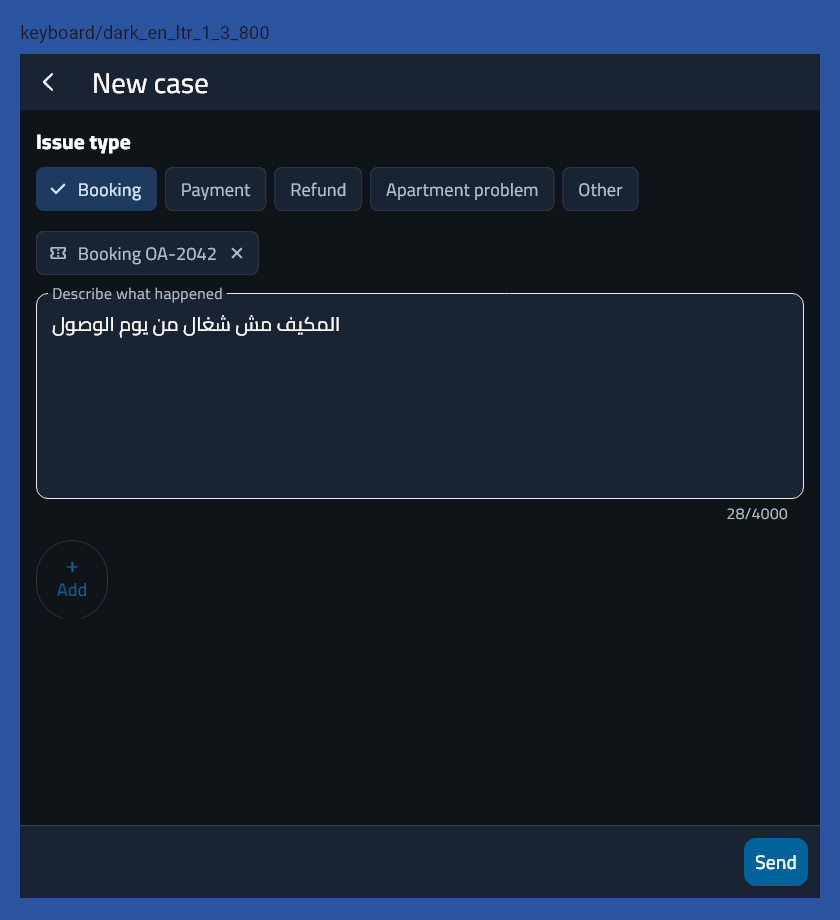 keyboard/dark_en_ltr_1_3_800
New case
Issue type
Booking Payment Refund Apartment problem Other
Booking OA-2042
Describe what happened
المكيف مش شغال من يوم الوصول
28/4000
+
Add
Send